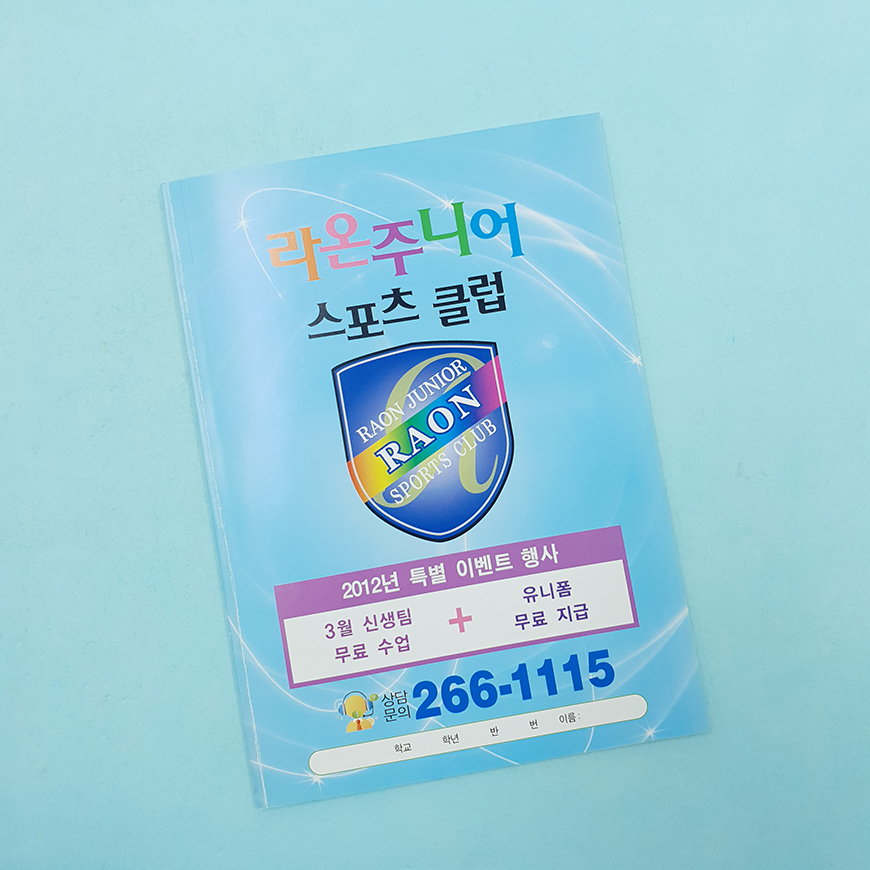 라온주니어
스포츠 클럽
RAON JUNIOR
RAON
SPORTS CLUB
2012년 특별 이벤트 행사
3월 신생팀
무료 수업
+
유니폼
무료 지급
상담
문의
266-1115
학교 학년 반 번 이름: